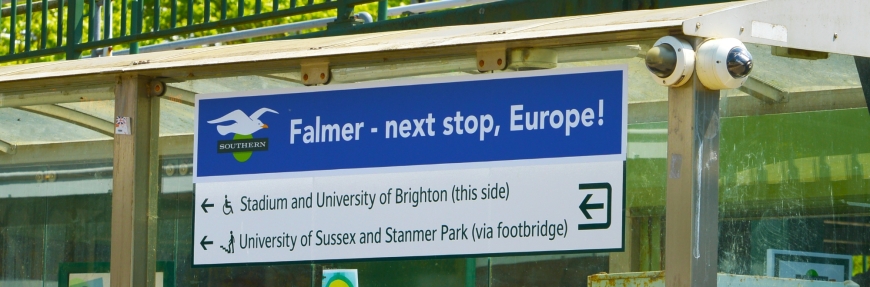 Falmer - next stop, Europe!
SOUTHERN
Stadium and University of Brighton (this side)
University of Sussex and Stanmer Park (via footbridge)